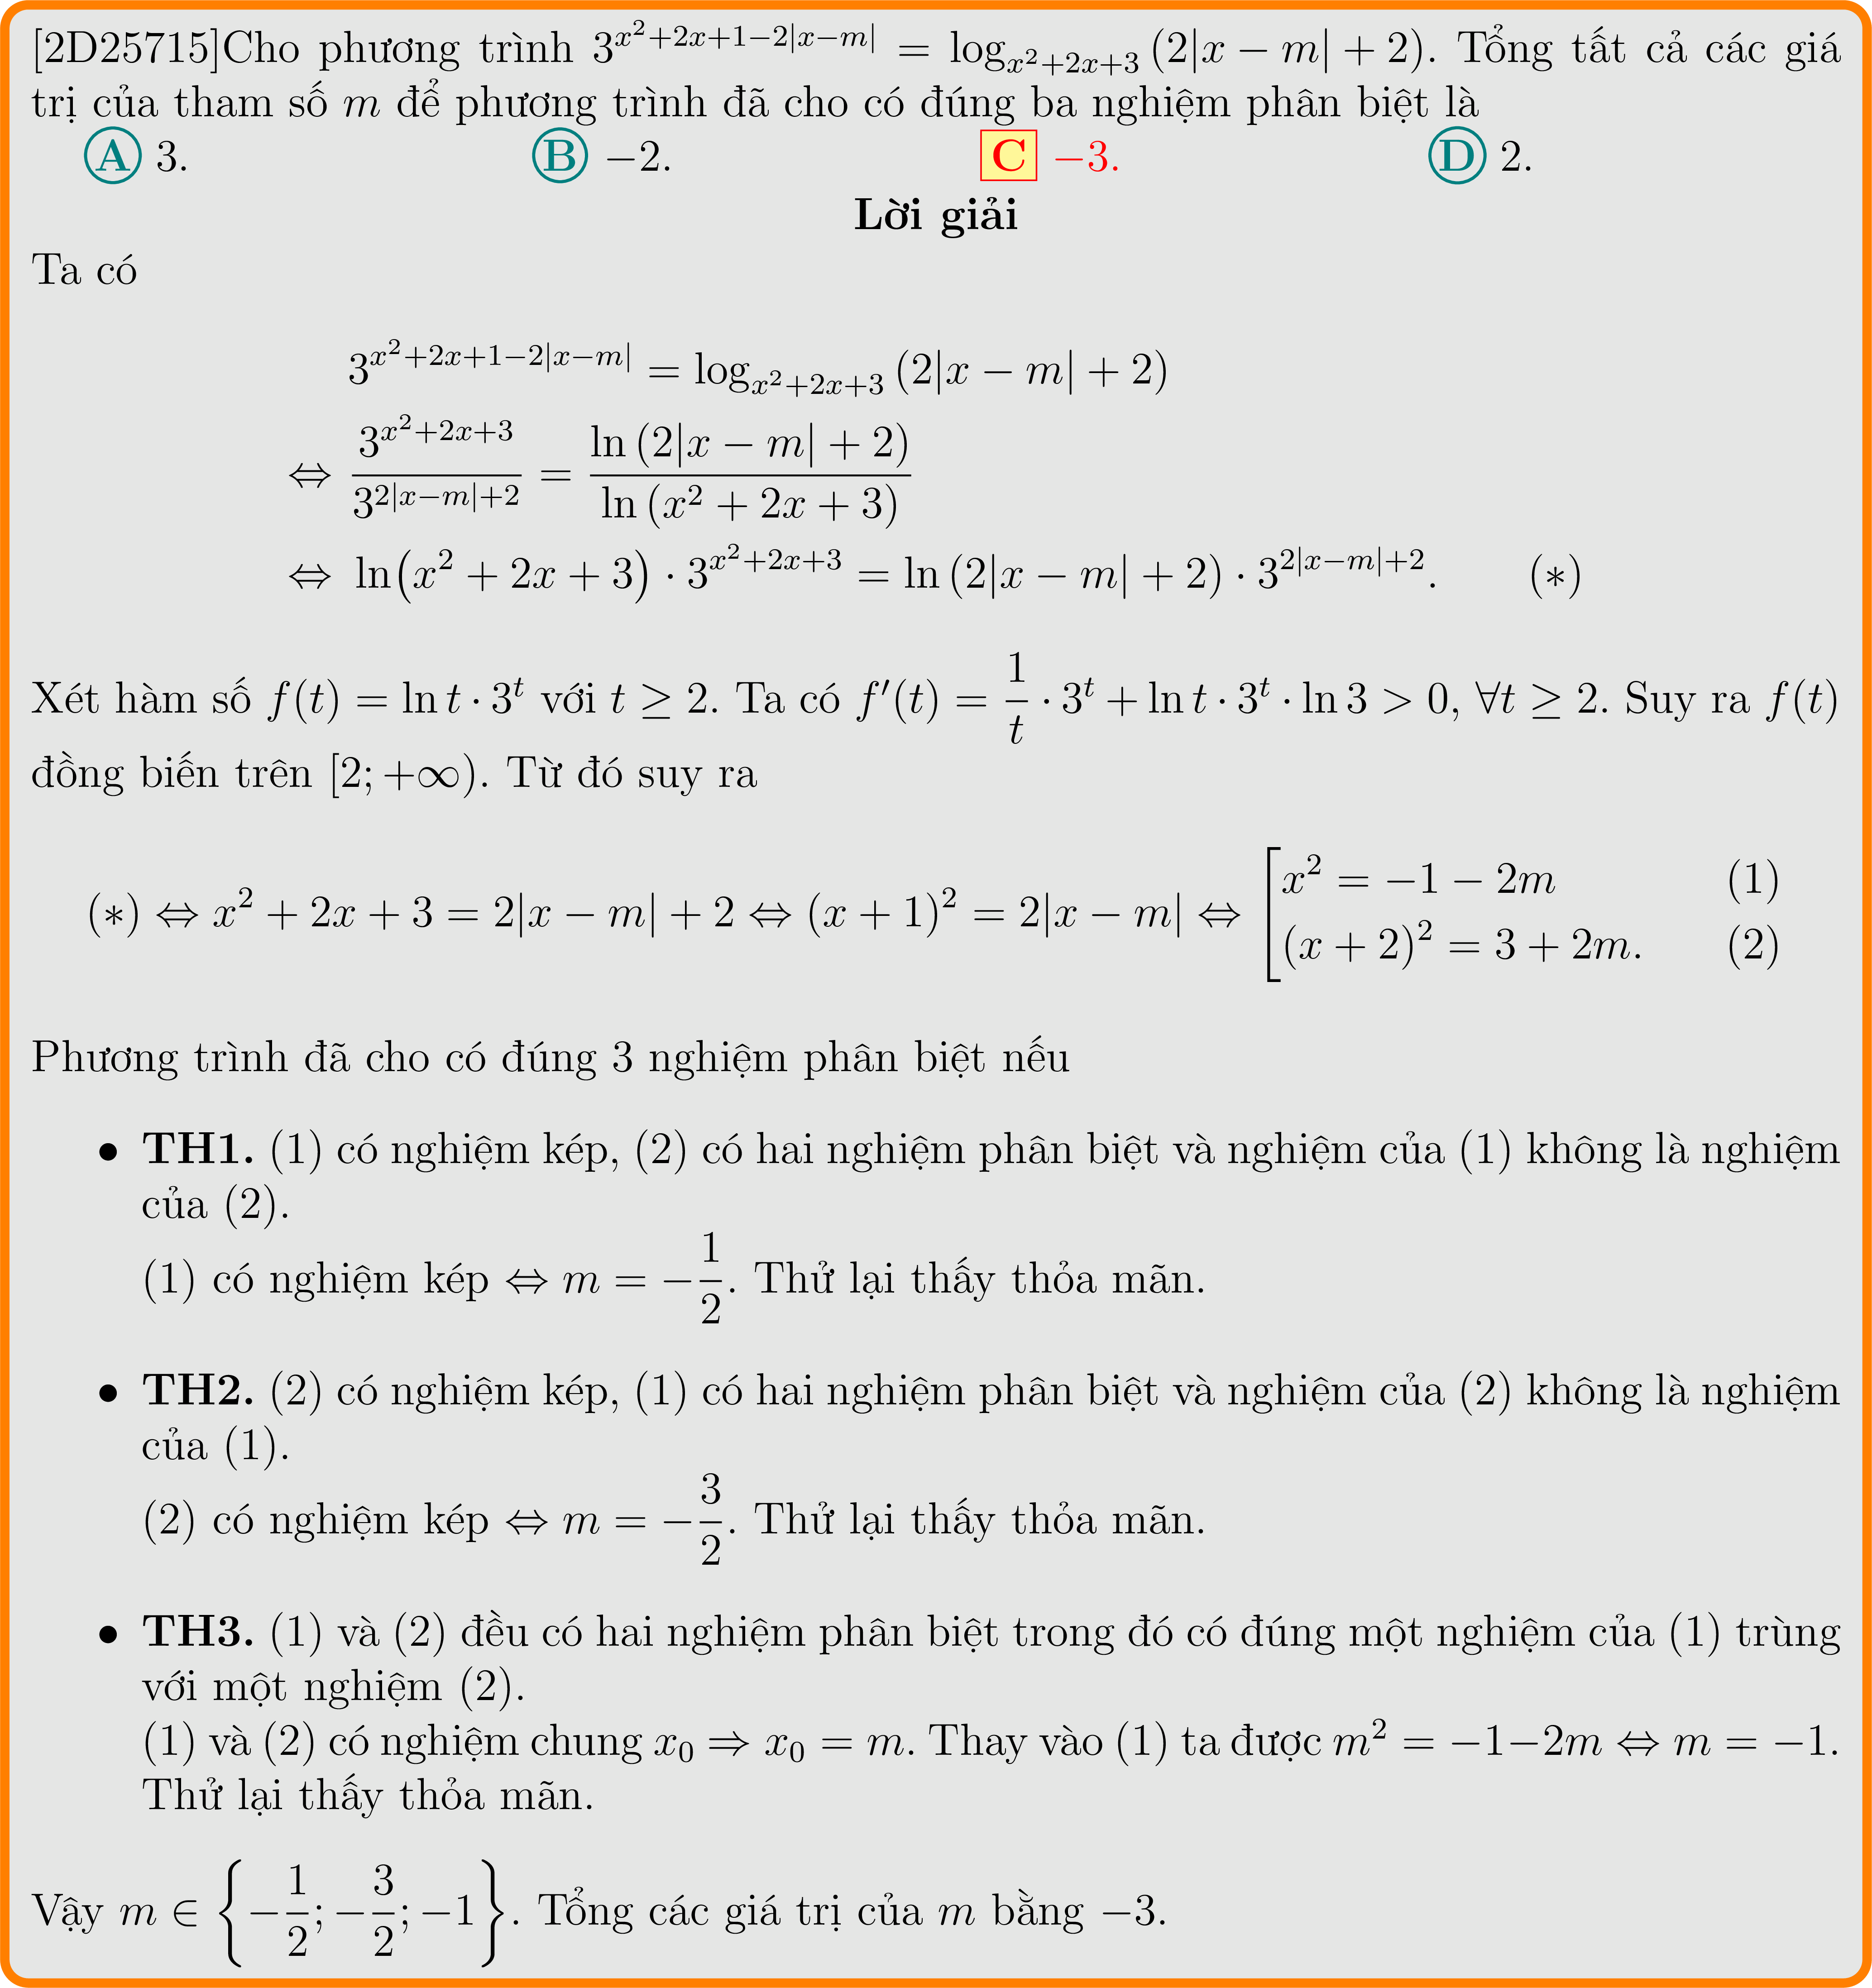 [2D25715]Cho phương trình $3^{x^2+2x+1-2|x-m|} = \log_{x^2+2x+3}(2|x-m|+2)$. Tổng tất cả các giá
trị của tham số $m$ để phương trình đã cho có đúng ba nghiệm phân biệt là
A 3. B −2. C −3. D 2.
Lời giải
Ta có
$3^{x^2+2x+1-2|x-m|} = \log_{x^2+2x+3}(2|x-m|+2)$
$\Leftrightarrow \dfrac{3^{x^2+2x+3}}{3^{2|x-m|+2}} = \dfrac{\ln(2|x-m|+2)}{\ln(x^2+2x+3)}$
$\Leftrightarrow \ln(x^2+2x+3)\cdot 3^{x^2+2x+3} = \ln(2|x-m|+2)\cdot 3^{2|x-m|+2}.$ (∗)
Xét hàm số $f(t) = \ln t \cdot 3^t$ với $t \geq 2$. Ta có $f'(t) = \dfrac{1}{t}\cdot 3^t + \ln t \cdot 3^t \cdot \ln 3 > 0, \forall t \geq 2$. Suy ra $f(t)$
đồng biến trên $[2; +\infty)$. Từ đó suy ra
$(∗) \Leftrightarrow x^2+2x+3 = 2|x-m|+2 \Leftrightarrow (x+1)^2 = 2|x-m| \Leftrightarrow \left[\begin{array}{l} x^2 = -1-2m \quad (1) \\ (x+2)^2 = 3+2m. \quad (2) \end{array}\right.$
Phương trình đã cho có đúng 3 nghiệm phân biệt nếu
• TH1. (1) có nghiệm kép, (2) có hai nghiệm phân biệt và nghiệm của (1) không là nghiệm
của (2).
(1) có nghiệm kép $\Leftrightarrow m = -\dfrac{1}{2}$. Thử lại thấy thỏa mãn.
• TH2. (2) có nghiệm kép, (1) có hai nghiệm phân biệt và nghiệm của (2) không là nghiệm
của (1).
(2) có nghiệm kép $\Leftrightarrow m = -\dfrac{3}{2}$. Thử lại thấy thỏa mãn.
• TH3. (1) và (2) đều có hai nghiệm phân biệt trong đó có đúng một nghiệm của (1) trùng
với một nghiệm (2).
(1) và (2) có nghiệm chung $x_0 \Rightarrow x_0 = m$. Thay vào (1) ta được $m^2 = -1-2m \Leftrightarrow m = -1$.
Thử lại thấy thỏa mãn.
Vậy $m \in \left\{-\dfrac{1}{2}; -\dfrac{3}{2}; -1\right\}$. Tổng các giá trị của $m$ bằng −3.